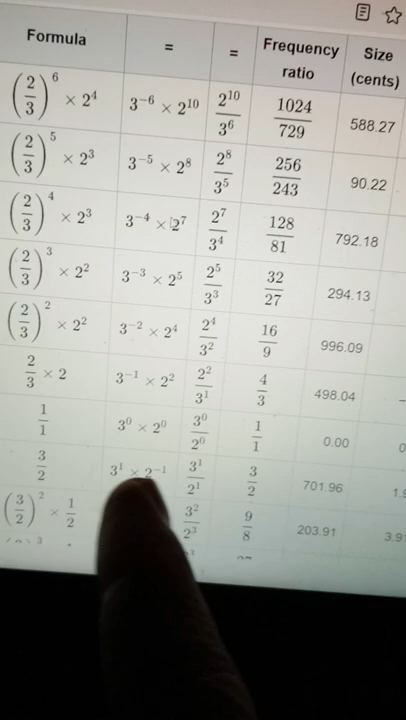 Formula = = Frequency ratio Size (cents)
(2/3)^6 × 2^4 3^−6 × 2^10 2^10/3^6 1024/729 588.27
(2/3)^5 × 2^3 3^−5 × 2^8 2^8/3^5 256/243 90.22
(2/3)^4 × 2^3 3^−4 × 2^7 2^7/3^4 128/81 792.18
(2/3)^3 × 2^2 3^−3 × 2^5 2^5/3^3 32/27 294.13
(2/3)^2 × 2^2 3^−2 × 2^4 2^4/3^2 16/9 996.09
2/3 × 2 3^−1 × 2^2 2^2/3^1 4/3 498.04
1/1 3^0 × 2^0 3^0/2^0 1/1 0.00 0
3/2 3^1 × 2^−1 3^1/2^1 3/2 701.96
(3/2)^2 × 1/2 3^2/2^3 9/8 203.91